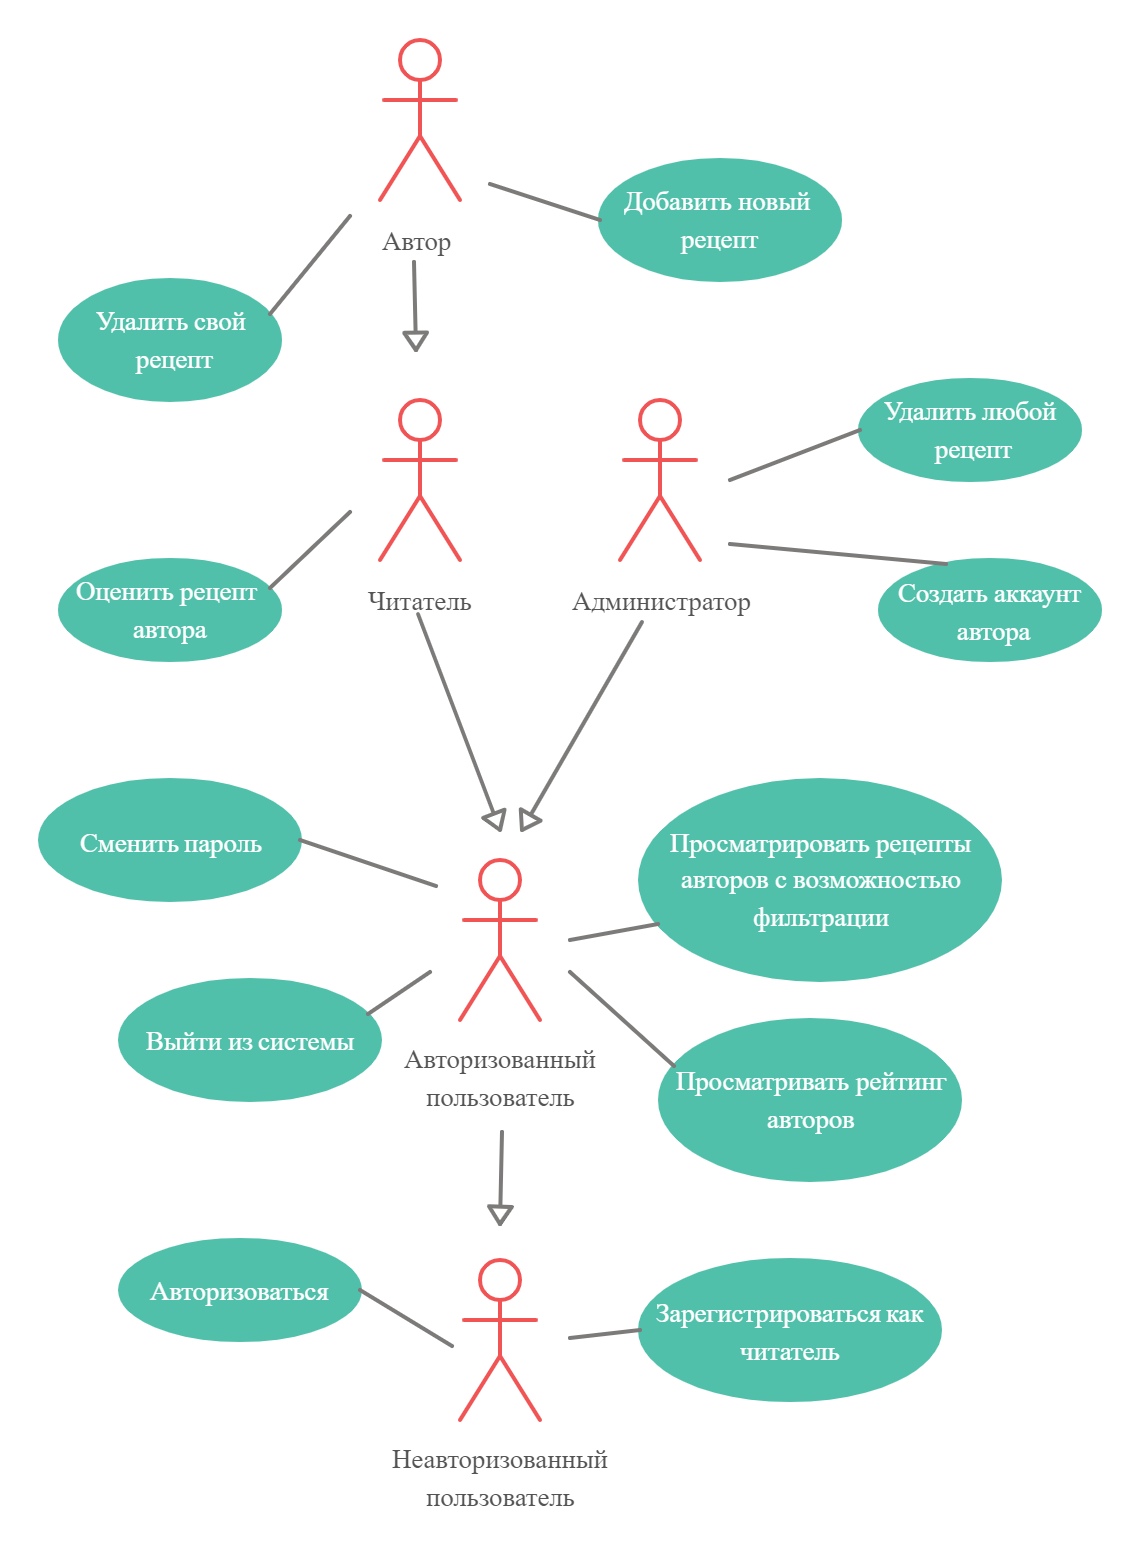 Добавить новый
рецепт
Автор
Удалить свой
рецепт
Удалить любой
рецепт
Оценить рецепт
автора
Читатель
Администратор
Создать аккаунт
автора
Сменить пароль
Просматрировать рецепты
авторов с возможностью
фильтрации
Выйти из системы
Авторизованный
пользователь
Просматривать рейтинг
авторов
Авторизоваться
Зарегистрироваться как
читатель
Неавторизованный
пользователь